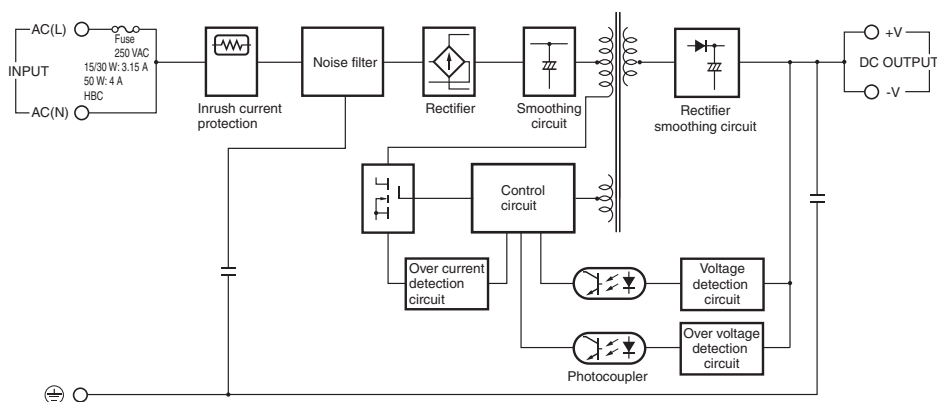 AC(L)
Fuse
250 VAC
15/30 W: 3.15 A
50 W: 4 A
HBC
INPUT
AC(N)
Inrush current
protection
Noise filter
Rectifier
Smoothing
circuit
Rectifier
smoothing circuit
+V
DC OUTPUT
-V
Control
circuit
Over current
detection
circuit
Voltage
detection
circuit
Over voltage
detection
circuit
Photocoupler